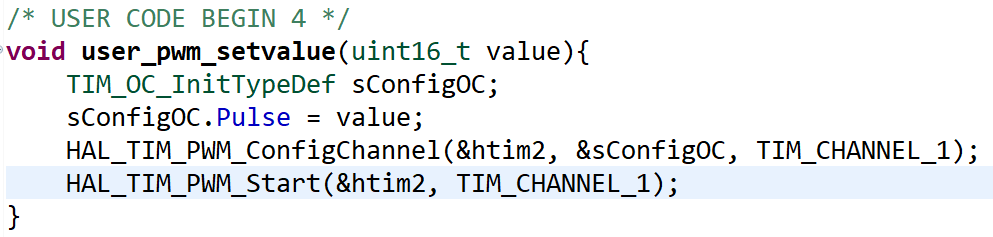 /* USER CODE BEGIN 4 */
void user_pwm_setvalue(uint16_t value){
    TIM_OC_InitTypeDef sConfigOC;
    sConfigOC.Pulse = value;
    HAL_TIM_PWM_ConfigChannel(&htim2, &sConfigOC, TIM_CHANNEL_1);
    HAL_TIM_PWM_Start(&htim2, TIM_CHANNEL_1);
}